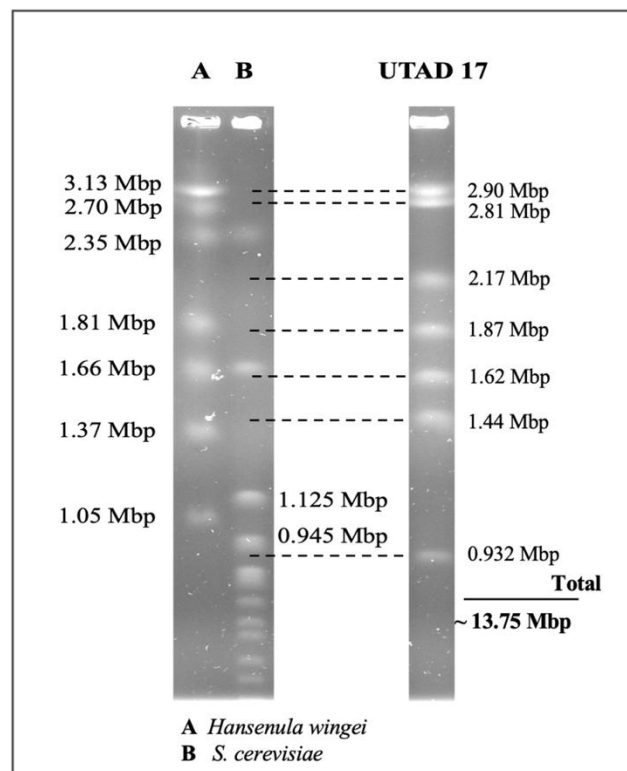 A B UTAD 17
3.13 Mbp
2.70 Mbp
2.35 Mbp
1.81 Mbp
1.66 Mbp
1.37 Mbp
1.05 Mbp
1.125 Mbp
0.945 Mbp
2.90 Mbp
2.81 Mbp
2.17 Mbp
1.87 Mbp
1.62 Mbp
1.44 Mbp
0.932 Mbp
Total
~ 13.75 Mbp
A Hansenula wingei
B S. cerevisiae